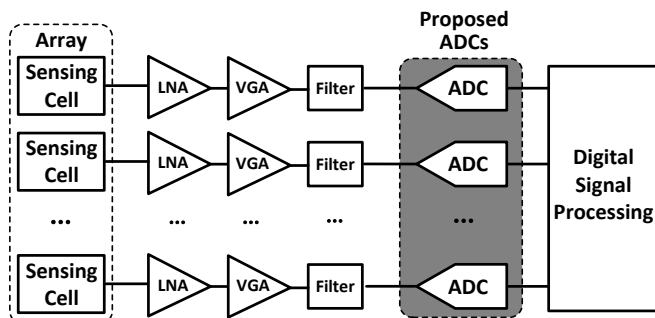 Proposed
ADCs
Array
Sensing
Cell
LNA
VGA
Filter
ADC
Sensing
Cell
LNA
VGA
Filter
ADC
Digital
Signal
Processing
...
...
...
...
...
Sensing
Cell
LNA
VGA
Filter
ADC